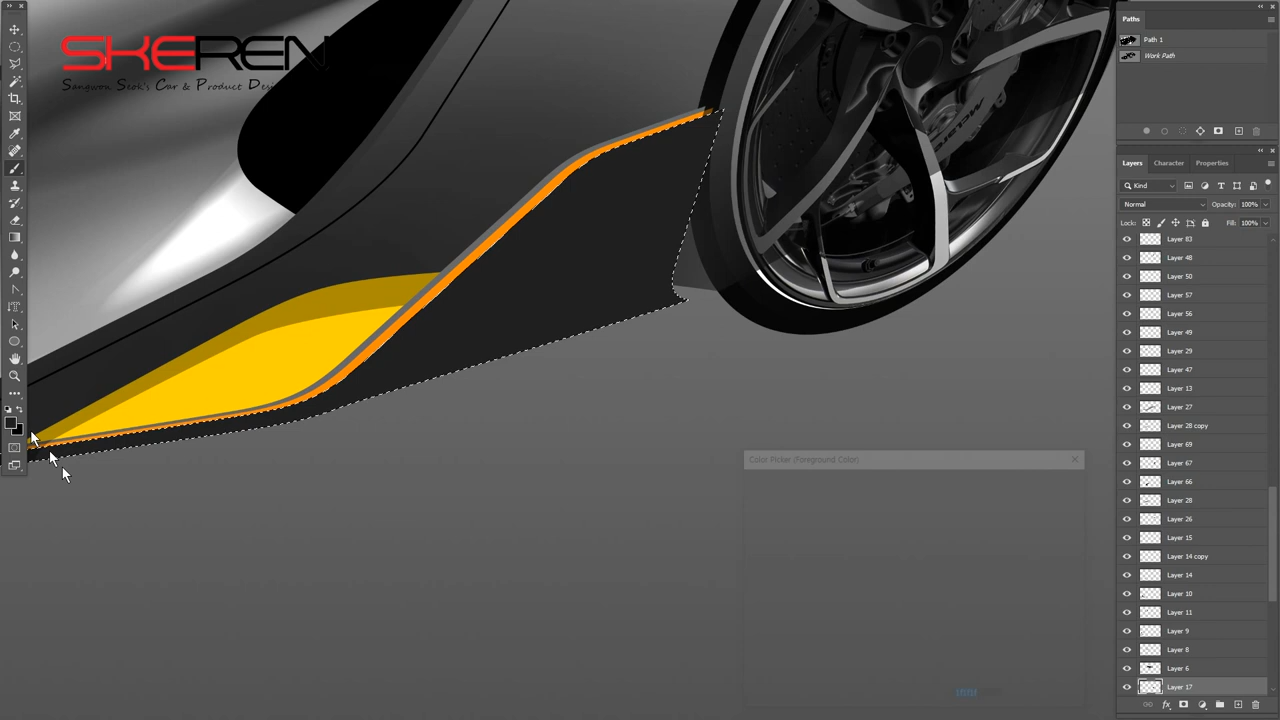 SKEREN
Sangwon Seok's Car & Product Desi
McLaren
Paths
Path 1
Work Path
Layers Character Properties
Kind
Normal Opacity: 100%
Lock: Fill: 100%
Layer 83
Layer 48
Layer 50
Layer 57
Layer 56
Layer 49
Layer 29
Layer 47
Layer 13
Layer 27
Layer 28 copy
Layer 69
Layer 67
Layer 66
Layer 28
Layer 26
Layer 15
Layer 14 copy
Layer 14
Layer 10
Layer 11
Layer 9
Layer 8
Layer 6
Layer 17
Color Picker (Foreground Color)